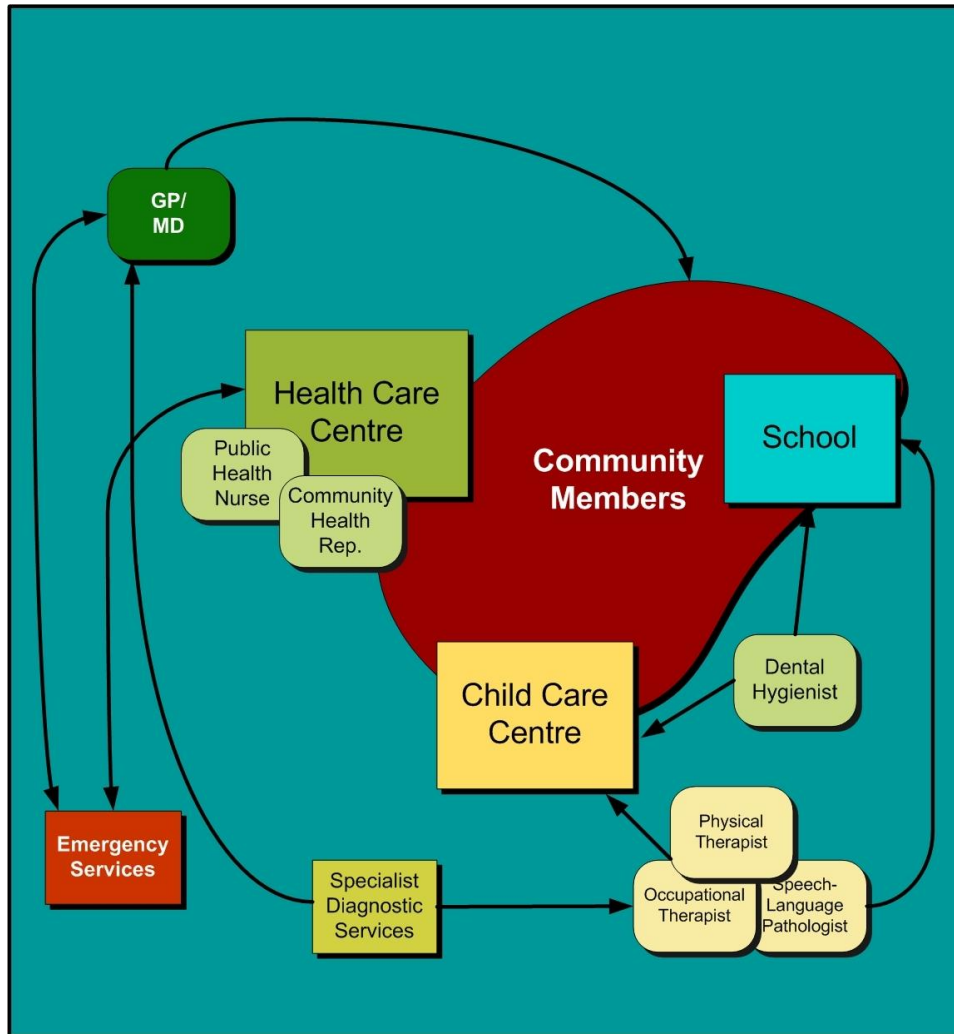 GP/
MD
Health Care
Centre
Public
Health
Nurse
Community
Health
Rep.
Community
Members
School
Child Care
Centre
Dental
Hygienist
Physical
Therapist
Emergency
Services
Specialist
Diagnostic
Services
Occupational
Therapist
Speech-
Language
Pathologist